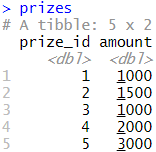 > prizes
# A tibble: 5 x 2
prize_id amount
<dbl> <dbl>
1 1 1000
2 2 1500
3 3 1000
4 4 2000
5 5 3000